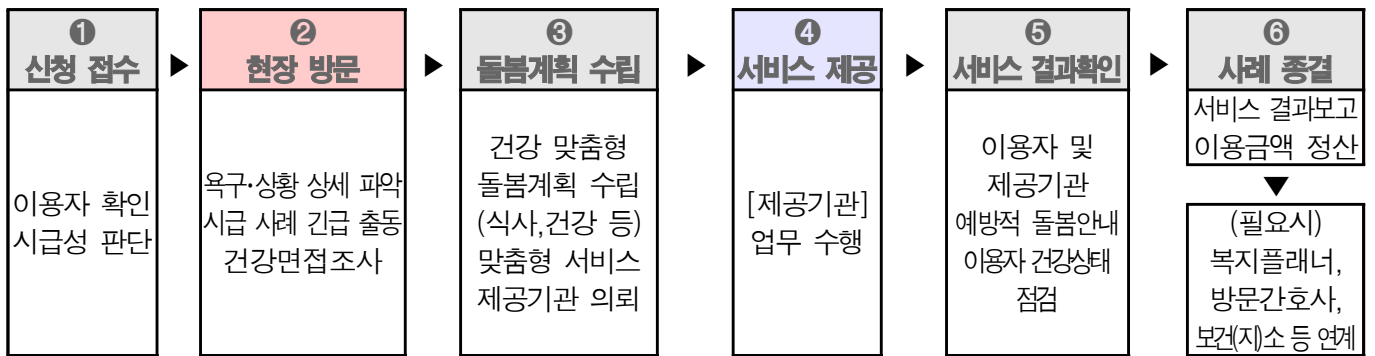 ❶
신청 접수
이용자 확인
시급성 판단
▶
❷
현장 방문
욕구·상황 상세 파악
시급 사례 긴급 출동
건강면접조사
▶
❸
돌봄계획 수립
건강 맞춤형
돌봄계획 수립
(식사,건강 등)
맞춤형 서비스
제공기관 의뢰
▶
❹
서비스 제공
[제공기관]
업무 수행
▶
❺
서비스 결과확인
이용자 및
제공기관
예방적 돌봄안내
이용자 건강상태
점검
▶
❻
사례 종결
서비스 결과보고
이용금액 정산
▼
(필요시)
복지플래너,
방문간호사,
보건(지)소 등 연계